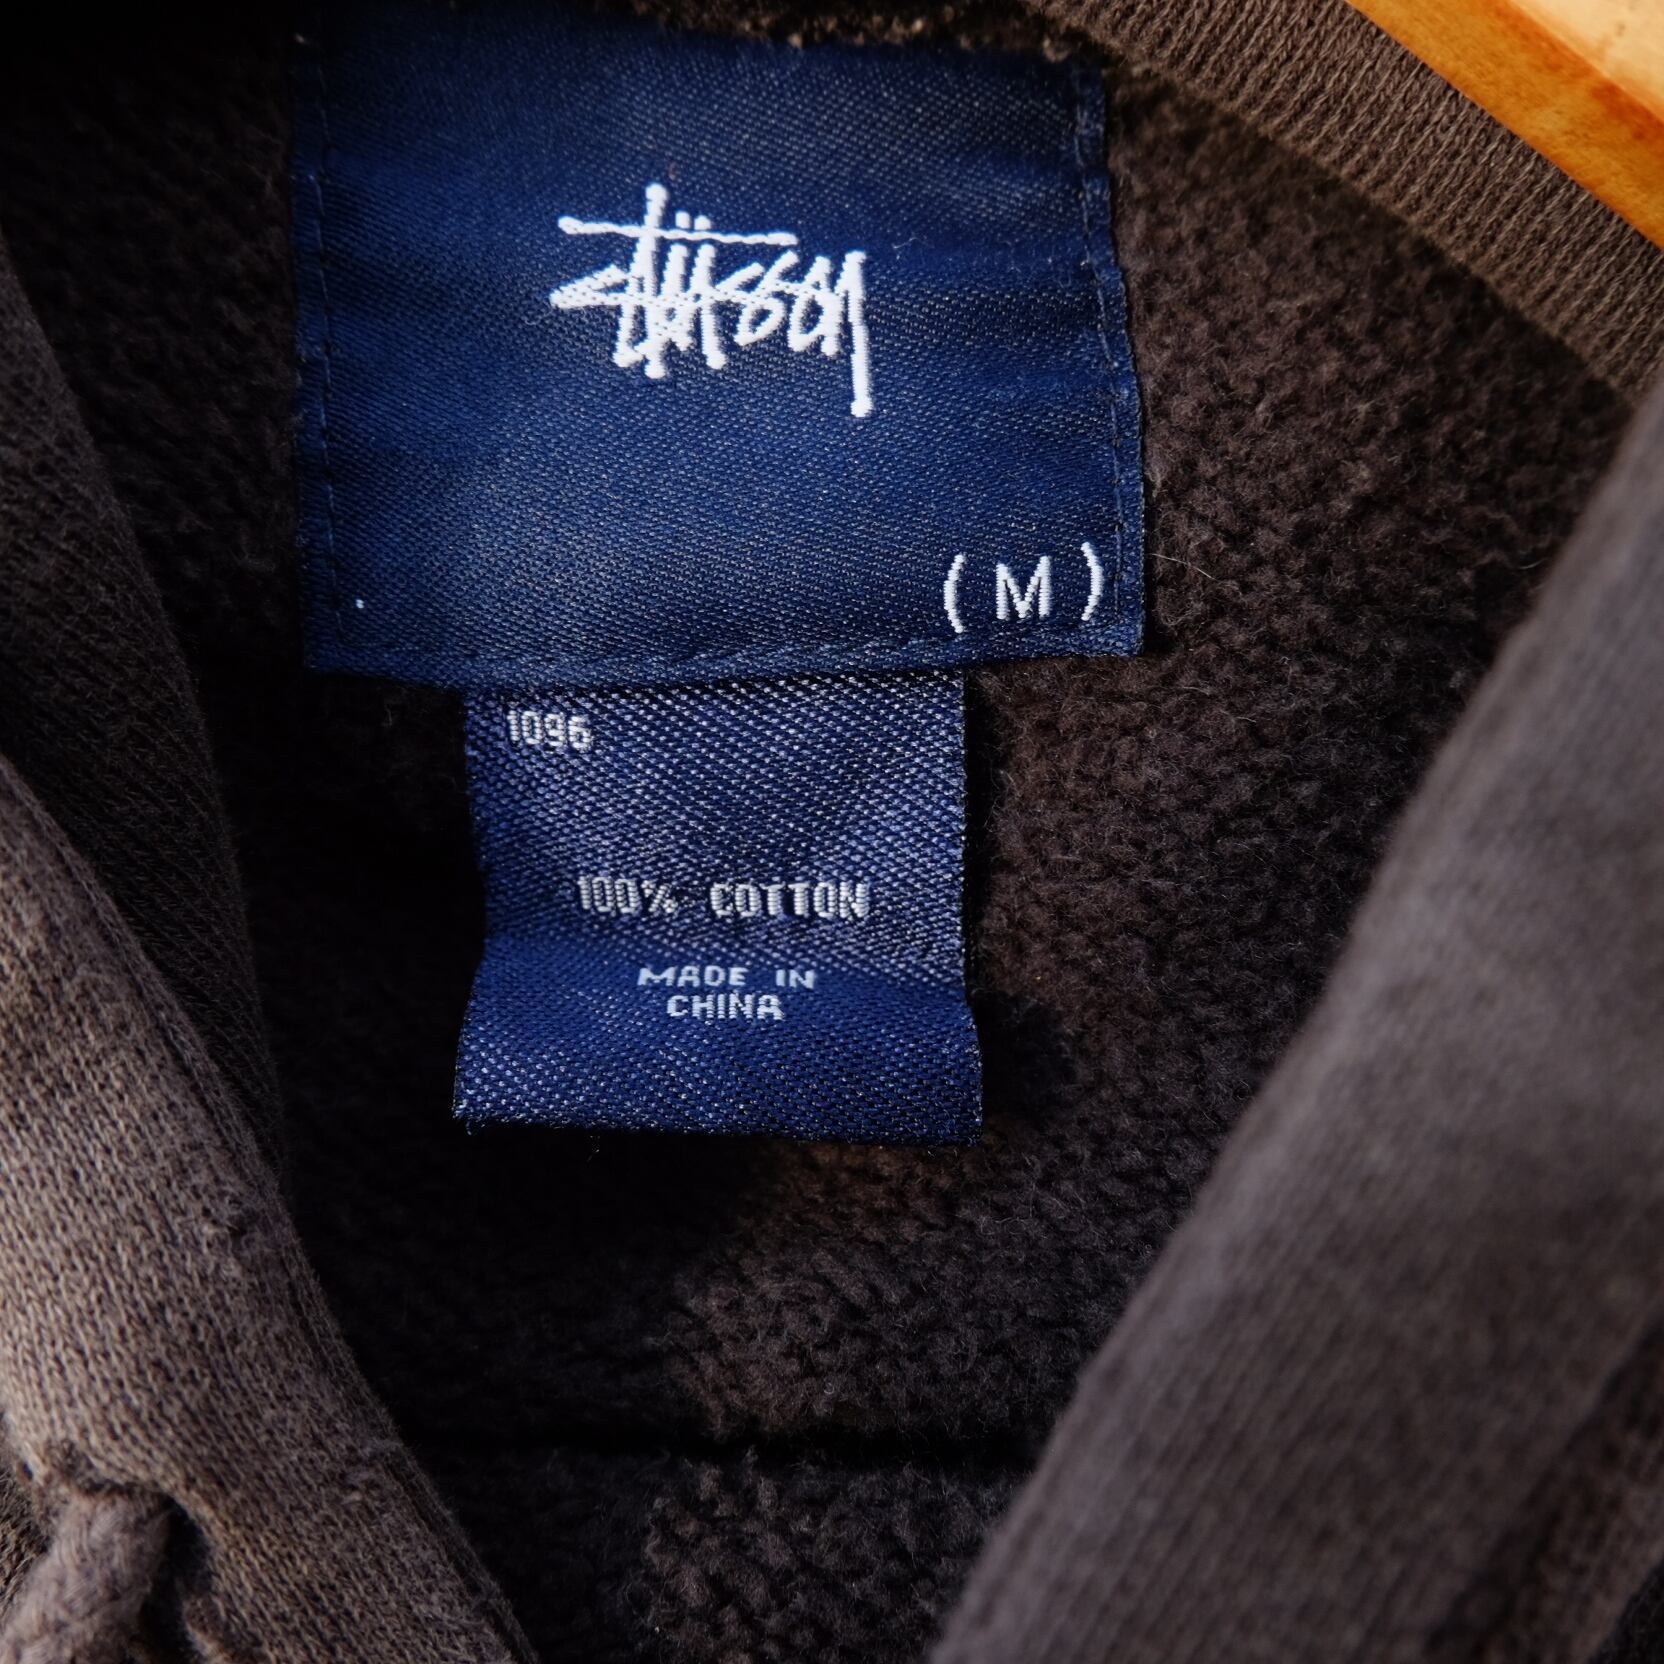 Stüssy
( M )
1096
100% COTTON
MADE IN
CHINA